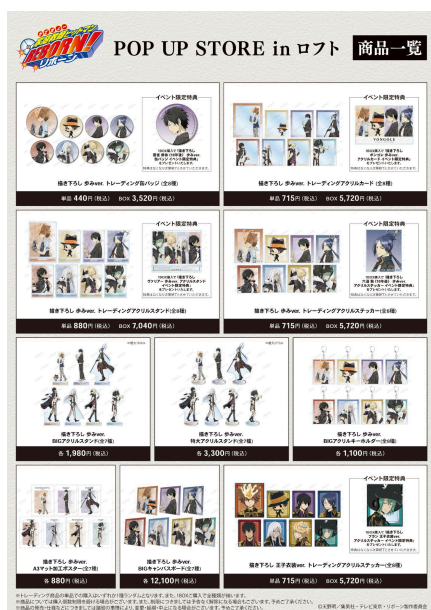 家庭教師ヒットマン
REBORN!
リボーン
POP UP STORE in ロフト 商品一覧
イベント限定特典
描き下ろし 歩みver. トレーディング缶バッジ(全8種)
単品 440円(税込) BOX 3,520円(税込)
イベント限定特典
VONGOLE
描き下ろし 歩みver. トレーディングアクリルカード(全8種)
単品 715円(税込) BOX 5,720円(税込)
イベント限定特典
描き下ろし 歩みver. トレーディングアクリルスタンド(全8種)
単品 880円(税込) BOX 7,040円(税込)
イベント限定特典
描き下ろし 歩みver. トレーディングアクリルステッカー(全8種)
単品 715円(税込) BOX 5,720円(税込)
描き下ろし 歩みver.
BIGアクリルスタンド(全7種)
各 1,980円(税込)
描き下ろし 歩みver.
特大アクリルスタンド(全7種)
各 3,300円(税込)
描き下ろし 歩みver.
BIGアクリルキーホルダー(全8種)
各 1,100円(税込)
描き下ろし 歩みver.
A3マット加工ポスター(全7種)
各 880円(税込)
描き下ろし 歩みver.
BIGキャンバスボード(全7種)
各 12,100円(税込)
イベント限定特典
描き下ろし 王子衣装ver. トレーディングアクリルステッカー(全8種)
単品 715円(税込) BOX 5,720円(税込)
©天野明/集英社・テレビ東京・リボーン製作委員会